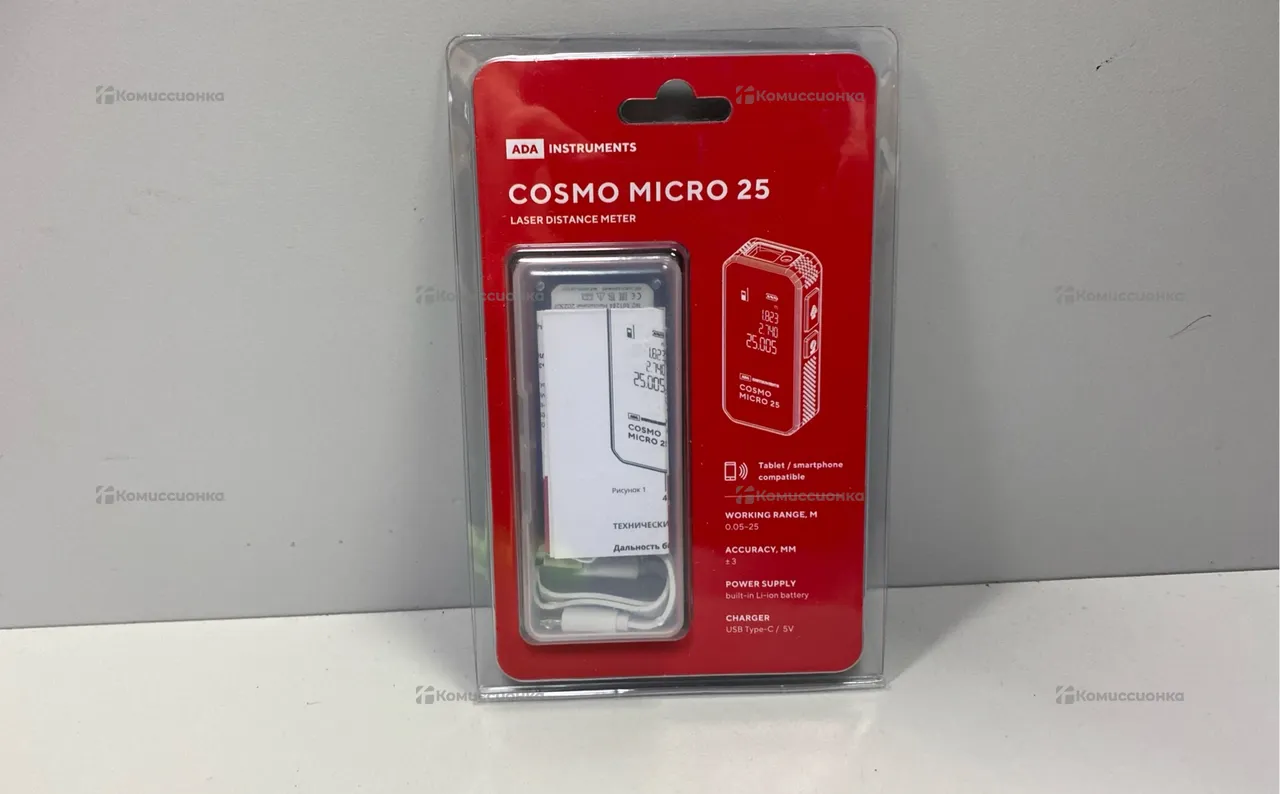 Комиссионка
Комиссионка
ADA INSTRUMENTS
COSMO MICRO 25
LASER DISTANCE METER
Комиссионка
Комиссионка
1.823
2.740
25.005
COSMO
MICRO 25
1.823
2.740
25.005
ADA
COSMO
MICRO 25
Рисунок 1
ТЕХНИЧЕСКИ
Дальность
Tablet / smartphone
compatible
Комиссионка
Комиссионка
WORKING RANGE, M
0.05-25
ACCURACY, MM
± 3
POWER SUPPLY
built-in Li-ion battery
CHARGER
USB Type-C / 5V
Комиссионка
Комиссионка